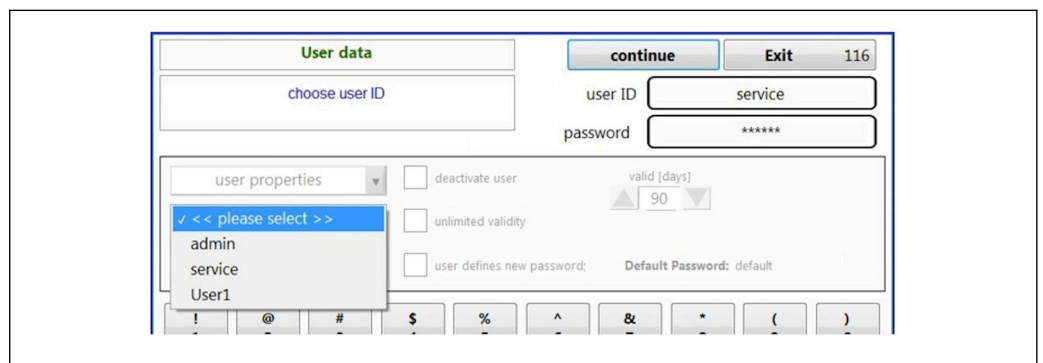 User data
continue
Exit 116
choose user ID
user ID service
password ******
user properties
deactivate user
valid [days]
90
✓ << please select >>
unlimited validity
admin
service
user defines new password; Default Password: default
User1
! @ # $ % ^ & * ( )